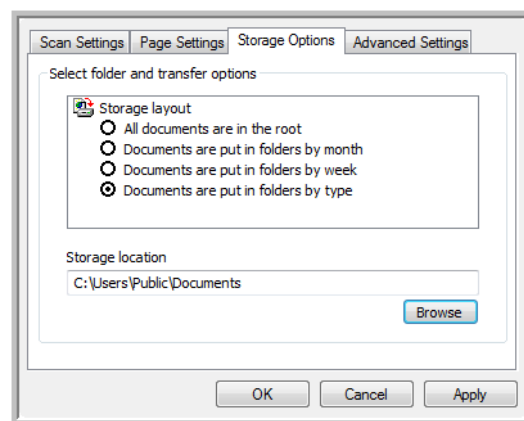 Scan Settings Page Settings Storage Options Advanced Settings
Select folder and transfer options
Storage layout
All documents are in the root
Documents are put in folders by month
Documents are put in folders by week
Documents are put in folders by type
Storage location
C:\Users\Public\Documents
Browse
OK Cancel Apply